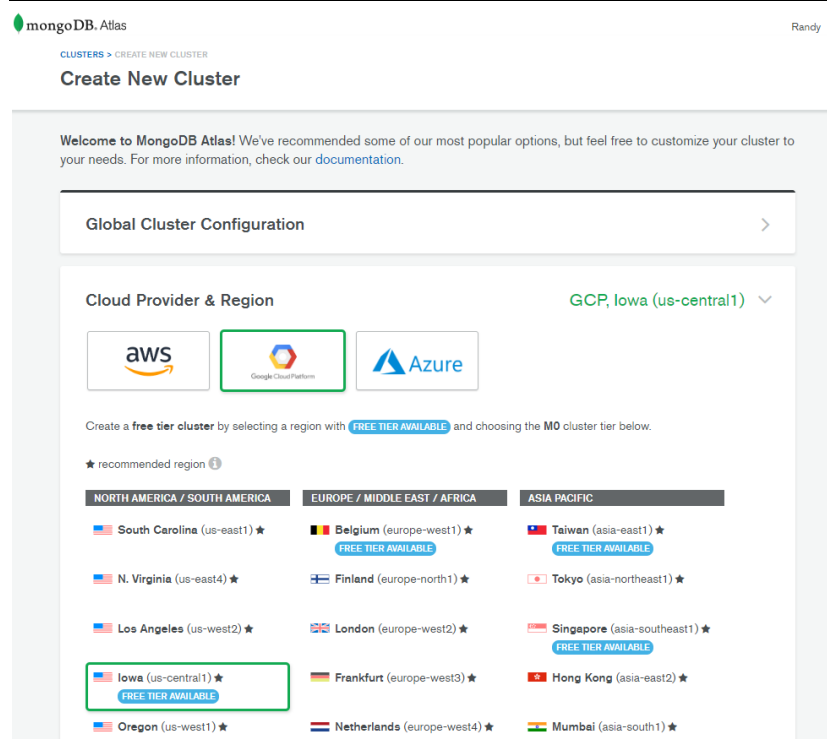 mongoDB. Atlas
Randy
CLUSTERS > CREATE NEW CLUSTER
Create New Cluster
Welcome to MongoDB Atlas! We've recommended some of our most popular options, but feel free to customize your cluster to
your needs. For more information, check our documentation.
Global Cluster Configuration
Cloud Provider & Region
GCP, Iowa (us-central1)
aws
Google Cloud Platform
Azure
Create a free tier cluster by selecting a region with FREE TIER AVAILABLE and choosing the M0 cluster tier below.
★ recommended region i
NORTH AMERICA / SOUTH AMERICA
South Carolina (us-east1) ★
N. Virginia (us-east4) ★
Los Angeles (us-west2) ★
Iowa (us-central1) ★
FREE TIER AVAILABLE
Oregon (us-west1) ★
EUROPE / MIDDLE EAST / AFRICA
Belgium (europe-west1) ★
FREE TIER AVAILABLE
Finland (europe-north1) ★
London (europe-west2) ★
Frankfurt (europe-west3) ★
Netherlands (europe-west4) ★
ASIA PACIFIC
Taiwan (asia-east1) ★
FREE TIER AVAILABLE
Tokyo (asia-northeast1) ★
Singapore (asia-southeast1) ★
FREE TIER AVAILABLE
Hong Kong (asia-east2) ★
Mumbai (asia-south1) ★